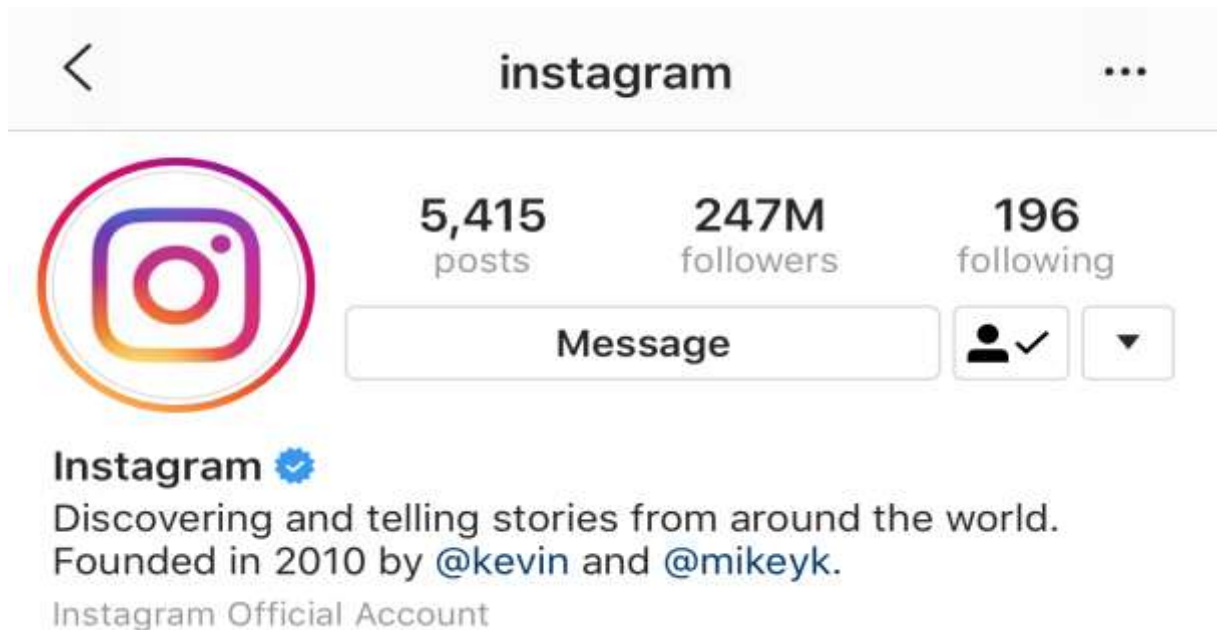 instagram
...
5,415 247M 196
posts followers following
Message
Instagram
Discovering and telling stories from around the world.
Founded in 2010 by @kevin and @mikeyk.
Instagram Official Account